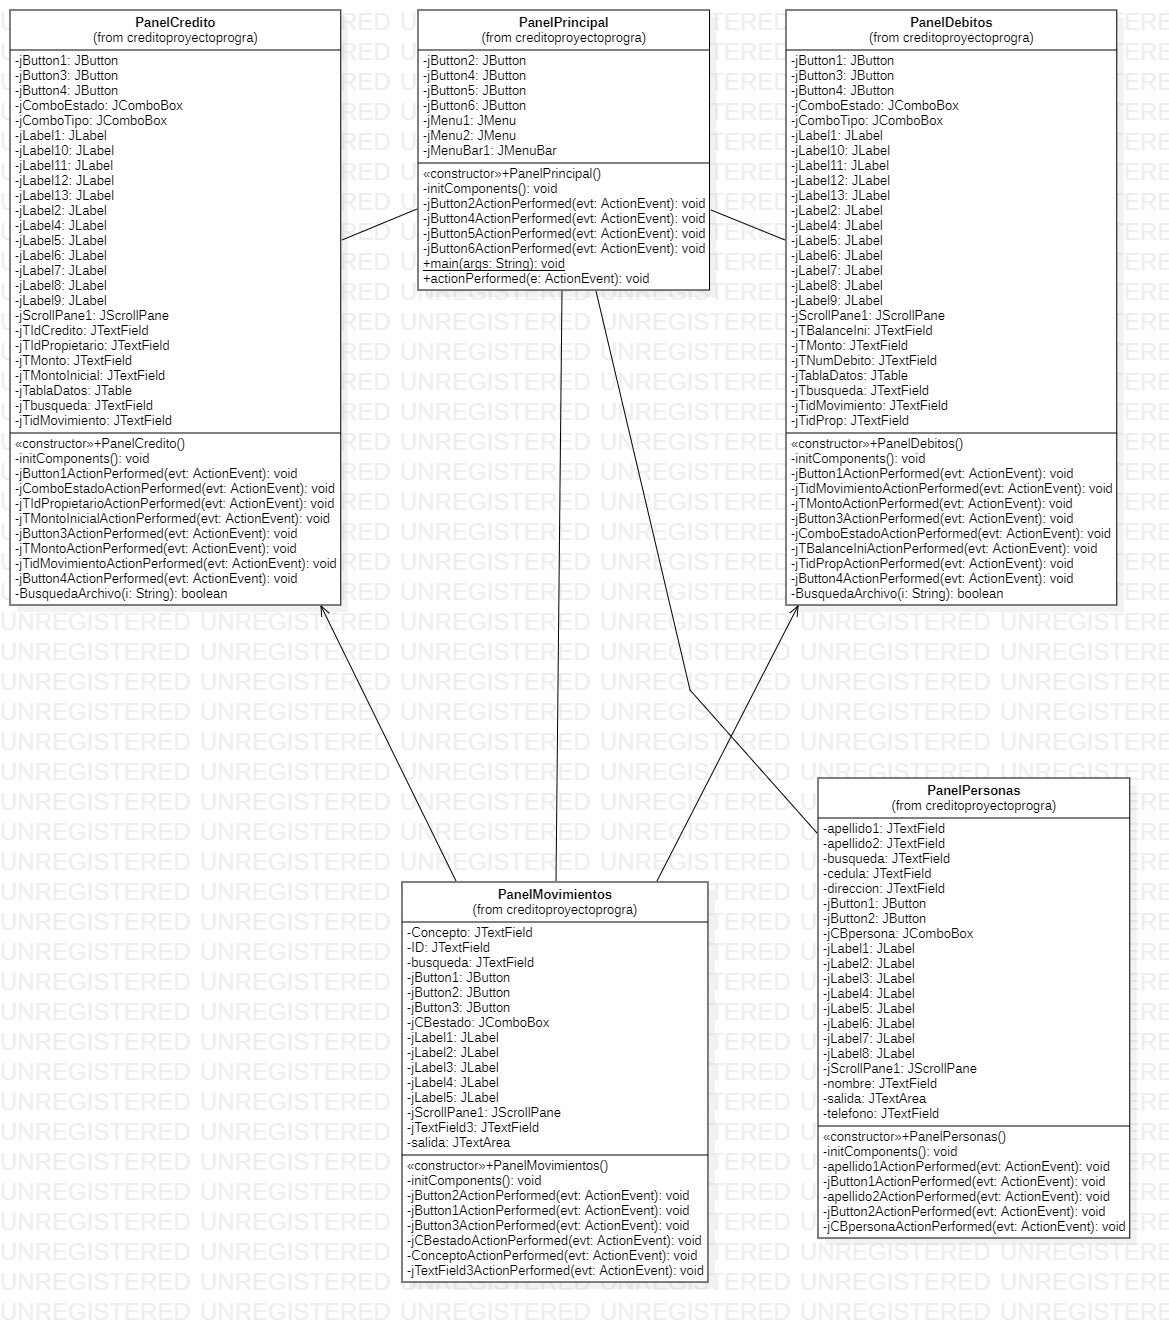 PanelCredito
(from creditoproyectoprogra)
-jButton1: JButton
-jButton3: JButton
-jButton4: JButton
-jComboEstado: JComboBox
-jComboTipo: JComboBox
-jLabel1: JLabel
-jLabel10: JLabel
-jLabel11: JLabel
-jLabel12: JLabel
-jLabel13: JLabel
-jLabel2: JLabel
-jLabel4: JLabel
-jLabel5: JLabel
-jLabel6: JLabel
-jLabel7: JLabel
-jLabel8: JLabel
-jLabel9: JLabel
-jScrollPane1: JScrollPane
-jTIdCredito: JTextField
-jTIdPropietario: JTextField
-jTMonto: JTextField
-jTMontoInicial: JTextField
-jTablaDatos: JTable
-jTbusqueda: JTextField
-jTidMovimiento: JTextField
«constructor»+PanelCredito()
-initComponents(): void
-jButton1ActionPerformed(evt: ActionEvent): void
-jComboEstadoActionPerformed(evt: ActionEvent): void
-jTIdPropietarioActionPerformed(evt: ActionEvent): void
-jTMontoInicialActionPerformed(evt: ActionEvent): void
-jButton3ActionPerformed(evt: ActionEvent): void
-jTMontoActionPerformed(evt: ActionEvent): void
-jTidMovimientoActionPerformed(evt: ActionEvent): void
-jButton4ActionPerformed(evt: ActionEvent): void
-BusquedaArchivo(i: String): boolean
PanelPrincipal
(from creditoproyectoprogra)
-jButton2: JButton
-jButton4: JButton
-jButton5: JButton
-jButton6: JButton
-jMenu1: JMenu
-jMenu2: JMenu
-jMenuBar1: JMenuBar
«constructor»+PanelPrincipal()
-initComponents(): void
-jButton2ActionPerformed(evt: ActionEvent): void
-jButton4ActionPerformed(evt: ActionEvent): void
-jButton5ActionPerformed(evt: ActionEvent): void
-jButton6ActionPerformed(evt: ActionEvent): void
+main(args: String): void
+actionPerformed(e: ActionEvent): void
PanelDebitos
(from creditoproyectoprogra)
-jButton1: JButton
-jButton3: JButton
-jButton4: JButton
-jComboEstado: JComboBox
-jComboTipo: JComboBox
-jLabel1: JLabel
-jLabel10: JLabel
-jLabel11: JLabel
-jLabel12: JLabel
-jLabel13: JLabel
-jLabel2: JLabel
-jLabel4: JLabel
-jLabel5: JLabel
-jLabel6: JLabel
-jLabel7: JLabel
-jLabel8: JLabel
-jLabel9: JLabel
-jScrollPane1: JScrollPane
-jTBalanceIni: JTextField
-jTMonto: JTextField
-jTNumDebito: JTextField
-jTablaDatos: JTable
-jTbusqueda: JTextField
-jTidMovimiento: JTextField
-jTidProp: JTextField
«constructor»+PanelDebitos()
-initComponents(): void
-jButton1ActionPerformed(evt: ActionEvent): void
-jTidMovimientoActionPerformed(evt: ActionEvent): void
-jTMontoActionPerformed(evt: ActionEvent): void
-jButton3ActionPerformed(evt: ActionEvent): void
-jComboEstadoActionPerformed(evt: ActionEvent): void
-jTBalanceIniActionPerformed(evt: ActionEvent): void
-jTidPropActionPerformed(evt: ActionEvent): void
-jButton4ActionPerformed(evt: ActionEvent): void
-BusquedaArchivo(i: String): boolean
PanelMovimientos
(from creditoproyectoprogra)
-Concepto: JTextField
-ID: JTextField
-busqueda: JTextField
-jButton1: JButton
-jButton2: JButton
-jButton3: JButton
-jCBestado: JComboBox
-jLabel1: JLabel
-jLabel2: JLabel
-jLabel3: JLabel
-jLabel4: JLabel
-jLabel5: JLabel
-jScrollPane1: JScrollPane
-jTextField3: JTextField
-salida: JTextArea
«constructor»+PanelMovimientos()
-initComponents(): void
-jButton2ActionPerformed(evt: ActionEvent): void
-jButton1ActionPerformed(evt: ActionEvent): void
-jButton3ActionPerformed(evt: ActionEvent): void
-jCBestadoActionPerformed(evt: ActionEvent): void
-ConceptoActionPerformed(evt: ActionEvent): void
-jTextField3ActionPerformed(evt: ActionEvent): void
PanelPersonas
(from creditoproyectoprogra)
-apellido1: JTextField
-apellido2: JTextField
-busqueda: JTextField
-cedula: JTextField
-direccion: JTextField
-jButton1: JButton
-jButton2: JButton
-jCBpersona: JComboBox
-jLabel1: JLabel
-jLabel2: JLabel
-jLabel3: JLabel
-jLabel4: JLabel
-jLabel5: JLabel
-jLabel6: JLabel
-jLabel7: JLabel
-jLabel8: JLabel
-jScrollPane1: JScrollPane
-nombre: JTextField
-salida: JTextArea
-telefono: JTextField
«constructor»+PanelPersonas()
-initComponents(): void
-apellido1ActionPerformed(evt: ActionEvent): void
-jButton1ActionPerformed(evt: ActionEvent): void
-apellido2ActionPerformed(evt: ActionEvent): void
-jButton2ActionPerformed(evt: ActionEvent): void
-jCBpersonaActionPerformed(evt: ActionEvent): void
UNREGISTERED